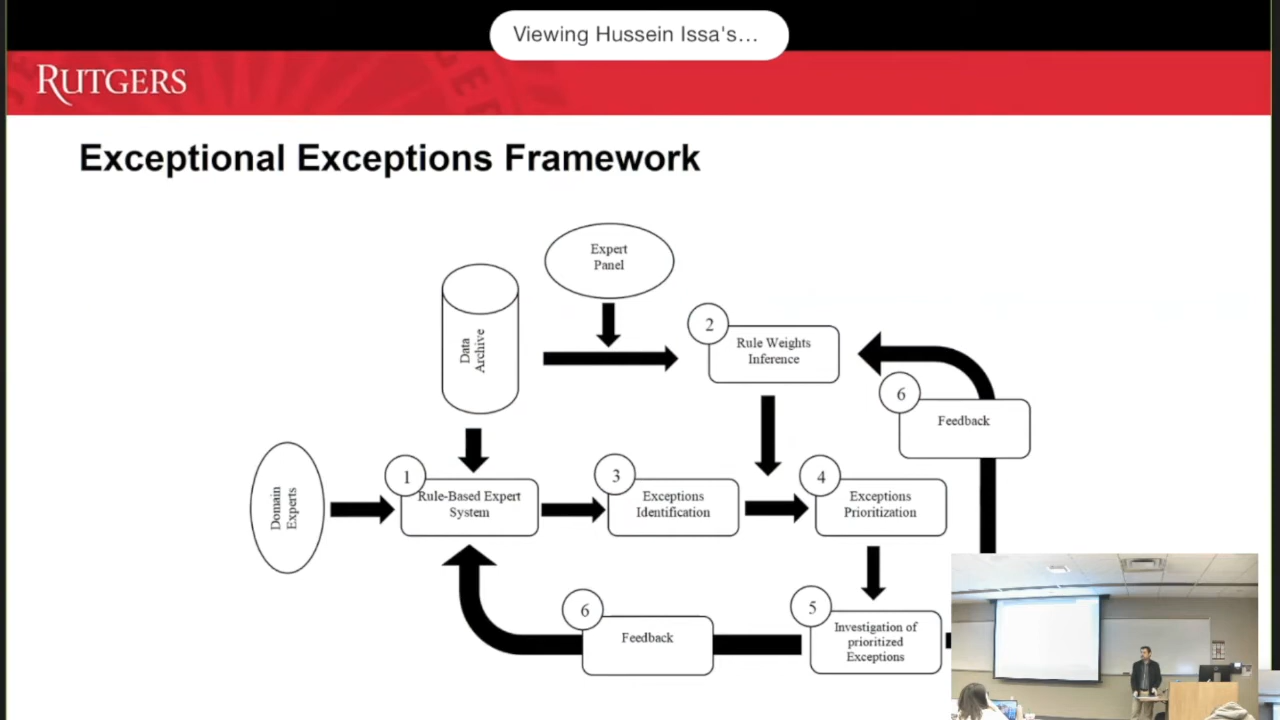 Viewing Hussein Issa's...
RUTGERS
Exceptional Exceptions Framework
Expert
Panel
Data
Archive
2
Rule Weights
Inference
6
Feedback
Domain
Experts
1
Rule-Based Expert
System
3
Exceptions
Identification
4
Exceptions
Prioritization
6
Feedback
5
Investigation of
prioritized
Exceptions